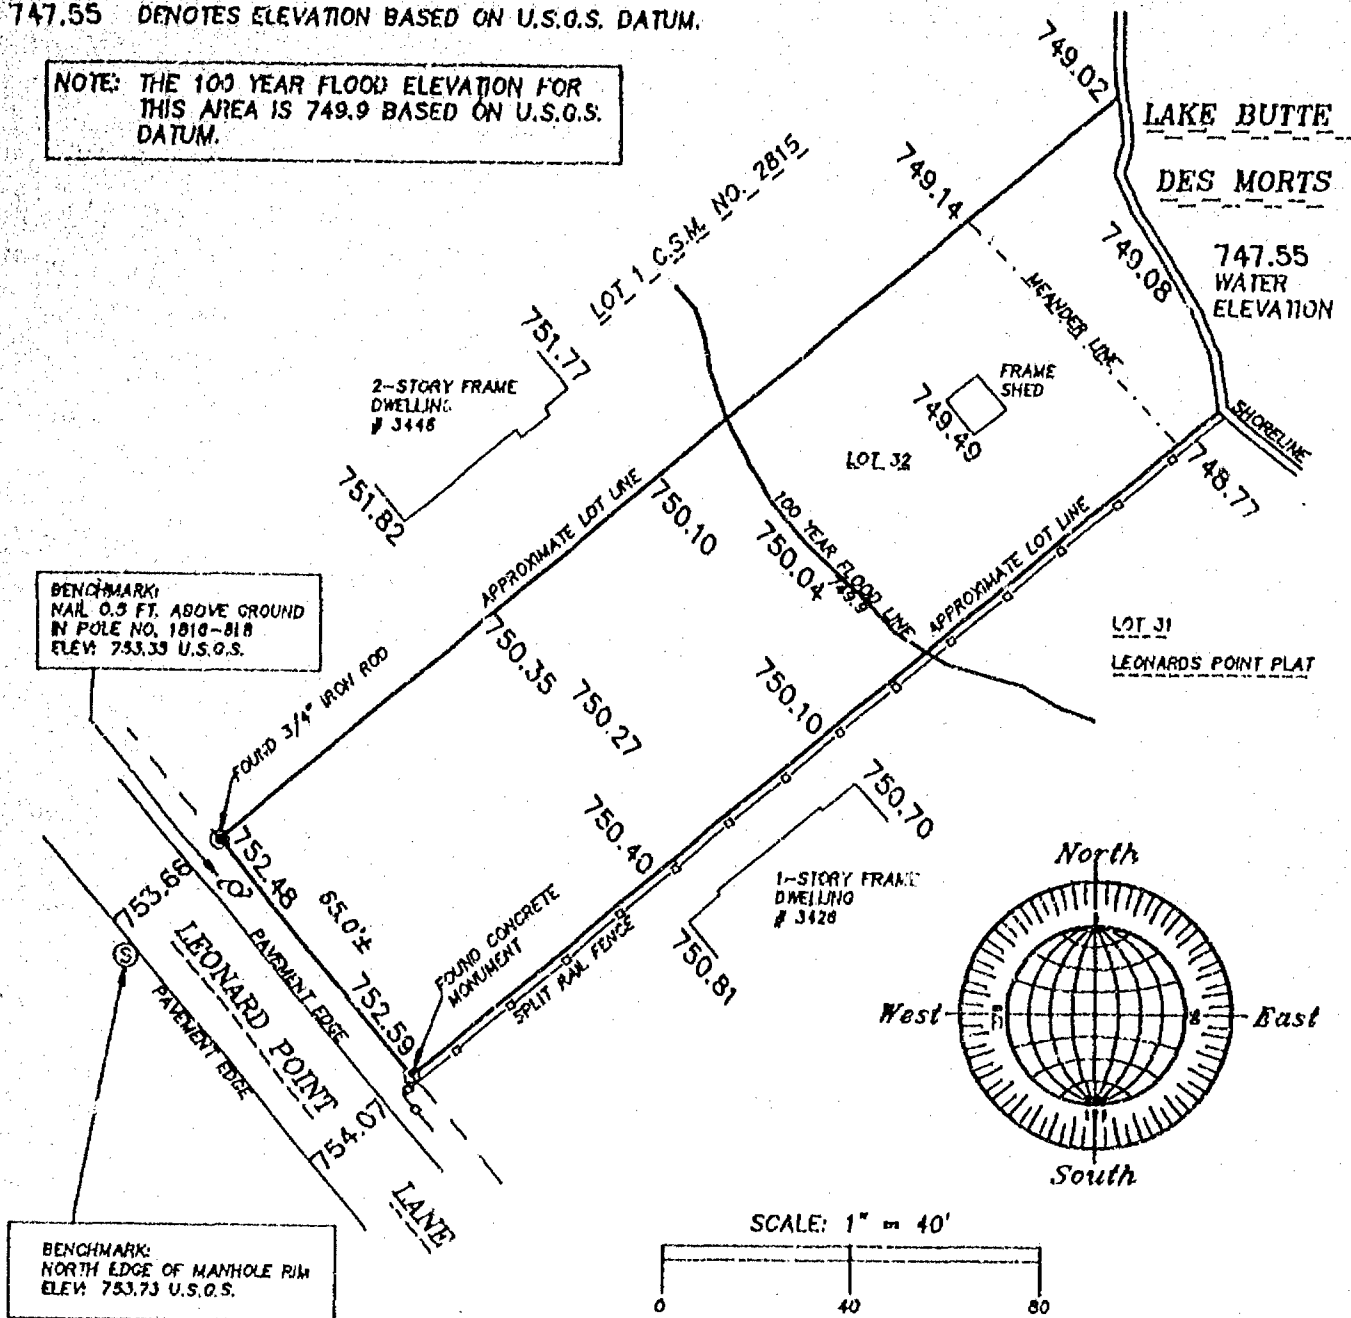 747.55 DENOTES ELEVATION BASED ON U.S.G.S. DATUM.
NOTE: THE 100 YEAR FLOOD ELEVATION FOR
THIS AREA IS 749.9 BASED ON U.S.G.S.
DATUM.
749.02
LAKE BUTTE
DES MORTS
749.14
749.08
747.55
WATER
ELEVATION
LOT 1 C.S.M. NO. 2815
MEANDER LINE
751.77
2-STORY FRAME
DWELLING
# 3446
751.82
FRAME
SHED
749.49
LOT 32
SHORELINE
748.77
APPROXIMATE LOT LINE
750.10
100 YEAR FLOOD LINE
750.04
749.9
APPROXIMATE LOT LINE
BENCHMARK:
NAIL 0.5 FT. ABOVE GROUND
IN POLE NO. 1816-818
ELEV: 753.33 U.S.G.S.
LOT 31
LEONARDS POINT PLAT
FOUND 3/4" IRON ROD
750.35
750.27
750.10
750.40
750.70
1-STORY FRAME
DWELLING
# 3428
750.81
752.48
65.0'±
752.59
753.68
FOUND CONCRETE
MONUMENT
SPLIT RAIL FENCE
PAVEMENT EDGE
LEONARD POINT
LANE
PAVEMENT EDGE
754.07
S
North
West
East
South
BENCHMARK:
NORTH EDGE OF MANHOLE RIM
ELEV: 753.73 U.S.G.S.
SCALE: 1" = 40'
0 40 80